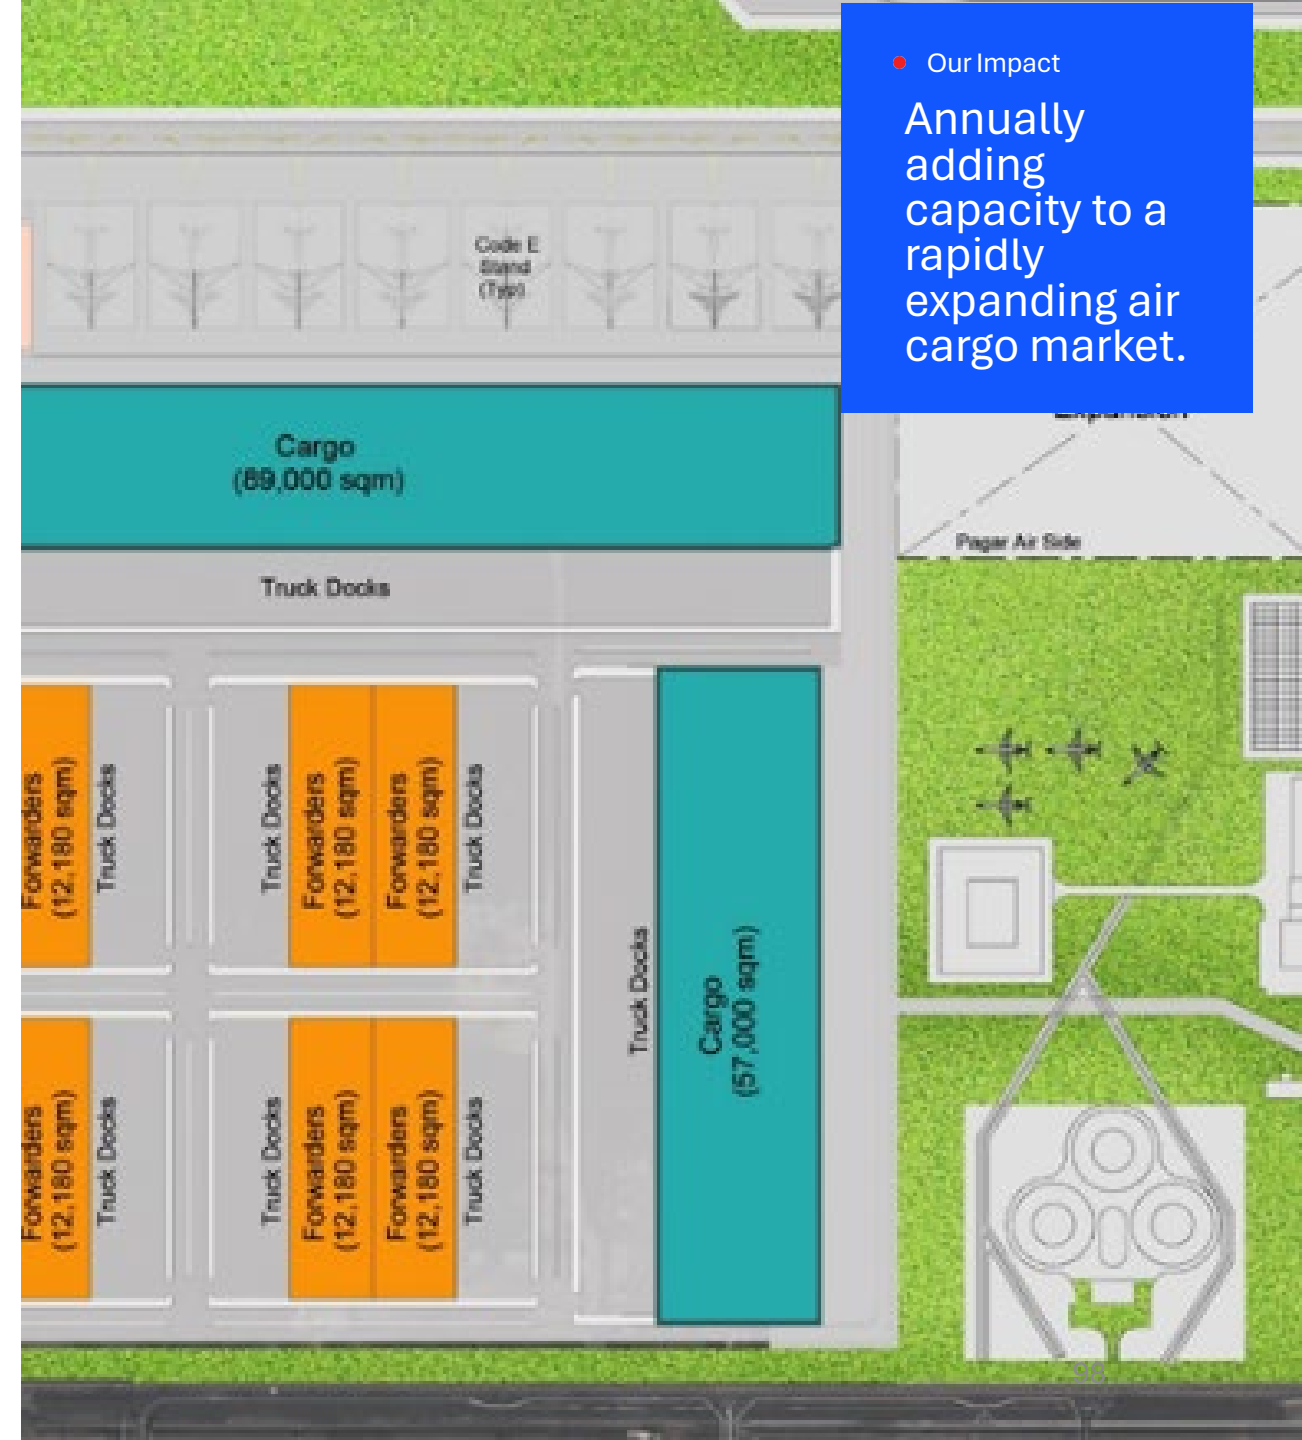 Our Impact
Annually
adding
capacity to a
rapidly
expanding air
cargo market.
Code E
Stand
(Typ)
Cargo
(89,000 sqm)
Pagar Air Side
Truck Docks
Forwarders
(12,180 sqm)
Truck Docks
Truck Docks
Forwarders
(12,180 sqm)
Forwarders
(12,180 sqm)
Truck Docks
Truck Docks
Cargo
(57,000 sqm)
Forwarders
(12,180 sqm)
Truck Docks
Truck Docks
Forwarders
(12,180 sqm)
Forwarders
(12,180 sqm)
Truck Docks
98